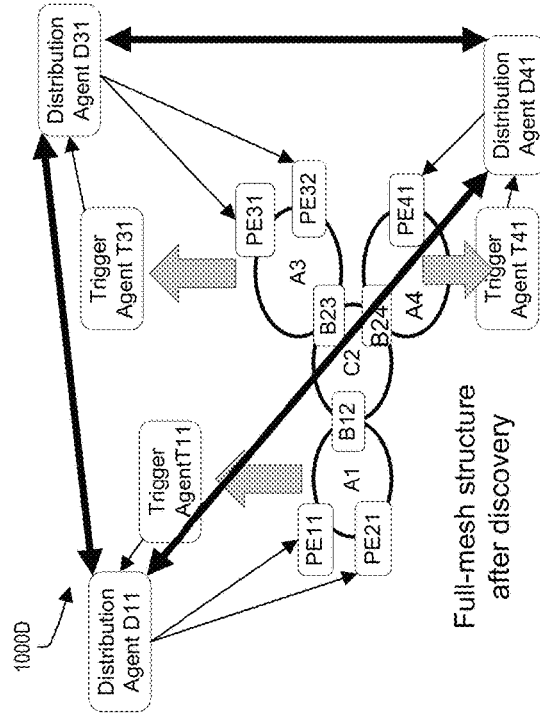 1000D
Distribution
Agent D11
Trigger
AgentT11
Distribution
Agent D31
Trigger
Agent T31
PE11
PE21
A1
B12
C2
B23
B24
A3
A4
PE31
PE32
PE41
Trigger
Agent T41
Distribution
Agent D41
Full-mesh structure
after discovery